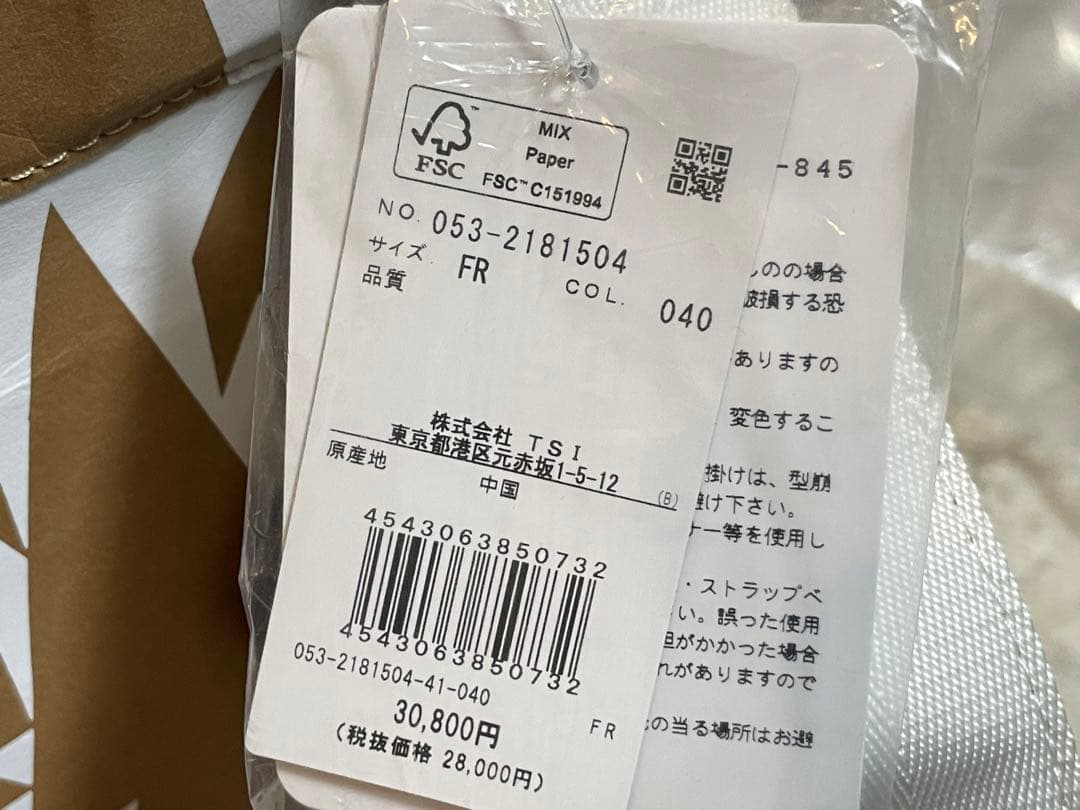 FSC
MIX
Paper
FSC™ C151994
NO. 053-2181504
サイズ FR
COL. 040
品質
株式会社 TSI
東京都港区元赤坂1-5-12
(B)
原産地
中国
4543063850732
4543063850732
053-2181504-41-040
FR
30,800円
(税抜価格 28,000円)
-845
のの場合
破損する恐
ありますの
変色するこ
掛けは、型崩
避け下さい。
ナー等を使用し
・ストラップベ
い。誤った使用
担がかかった場合
れがありますので
の当る場所はお避